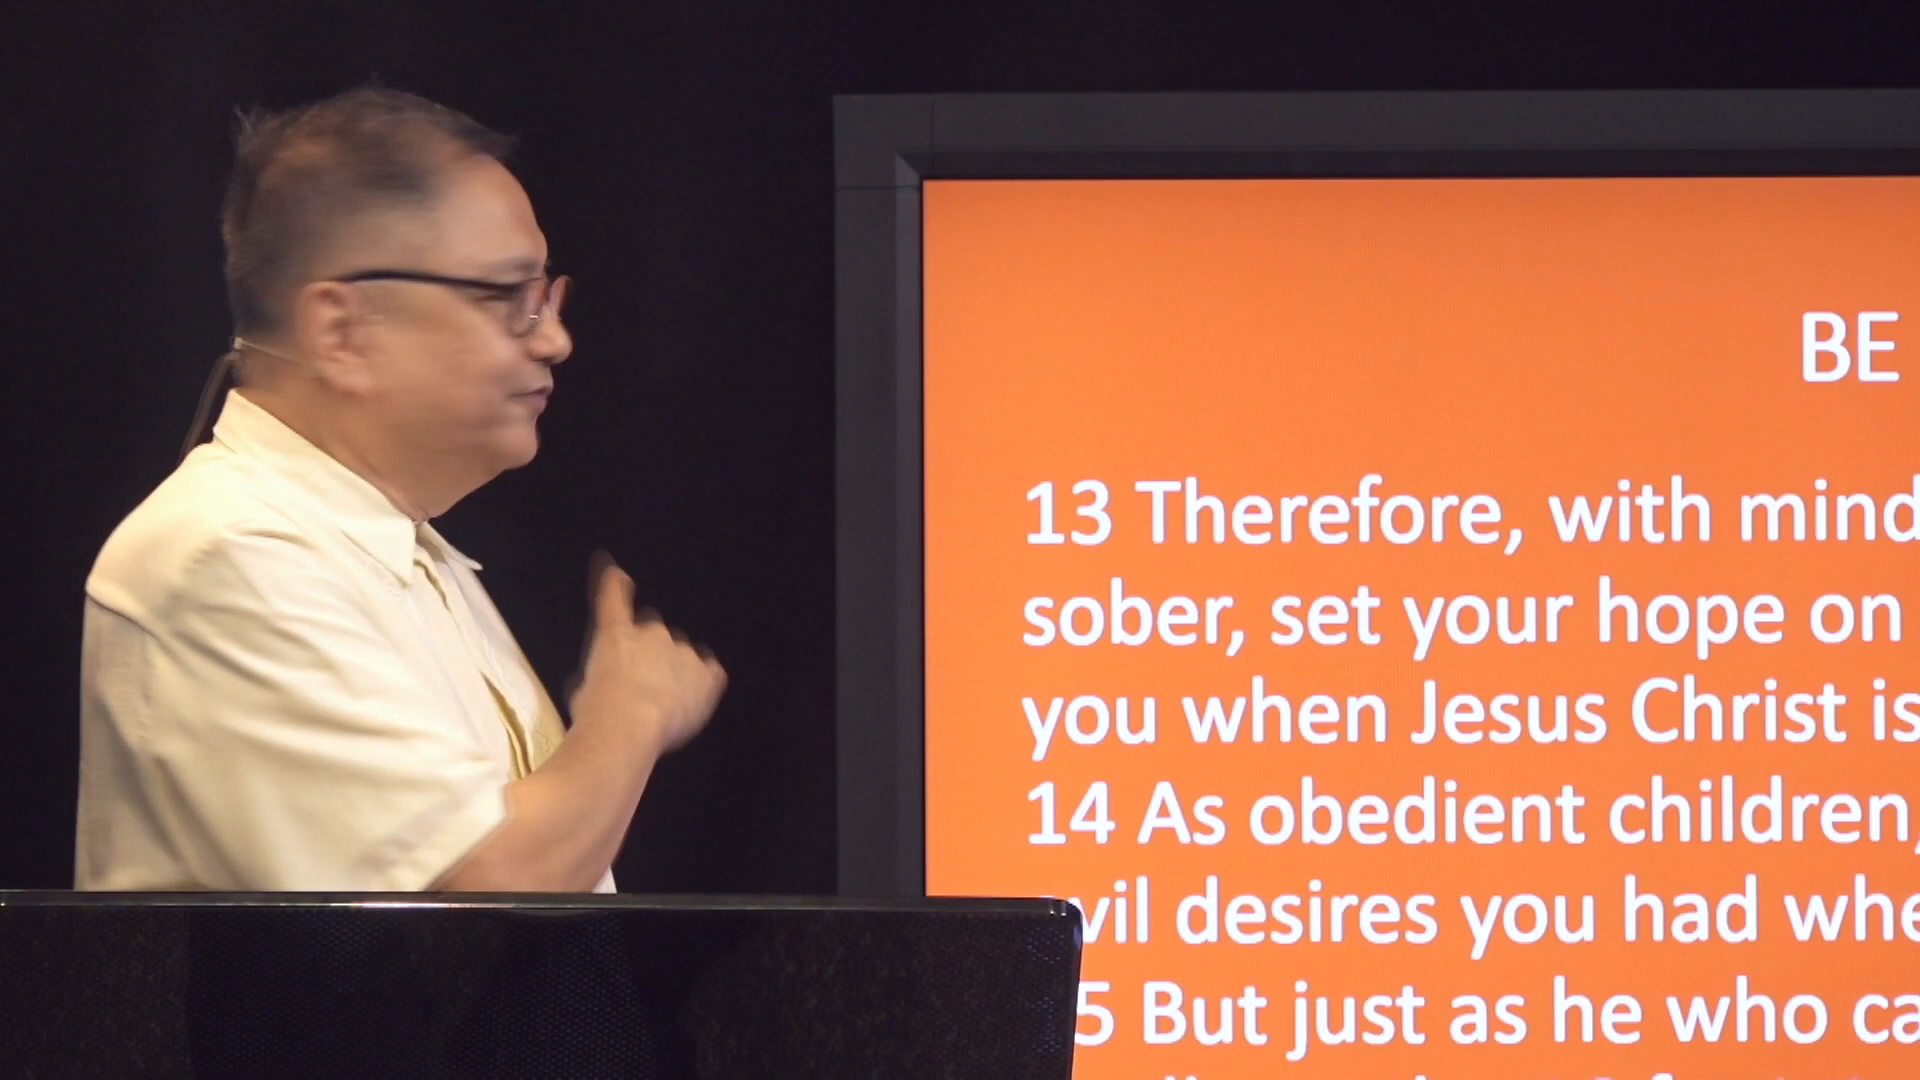 BE
13 Therefore, with mind
sober, set your hope on
you when Jesus Christ is
14 As obedient children,
vil desires you had whe
5 But just as he who ca